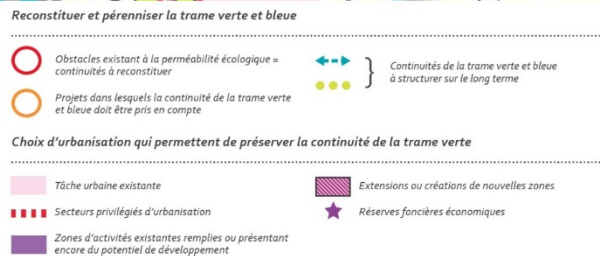 Reconstituer et pérenniser la trame verte et bleue
Obstacles existant à la perméabilité écologique =
continuités à reconstituer
Projets dans lesquels la continuité de la trame verte
et bleue doit être pris en compte
Continuités de la trame verte et bleue
à structurer sur le long terme
Choix d'urbanisation qui permettent de préserver la continuité de la trame verte
Tâche urbaine existante
Secteurs privilégiés d'urbanisation
Zones d'activités existantes remplies ou présentant
encore du potentiel de développement
Extensions ou créations de nouvelles zones
Réserves foncières économiques